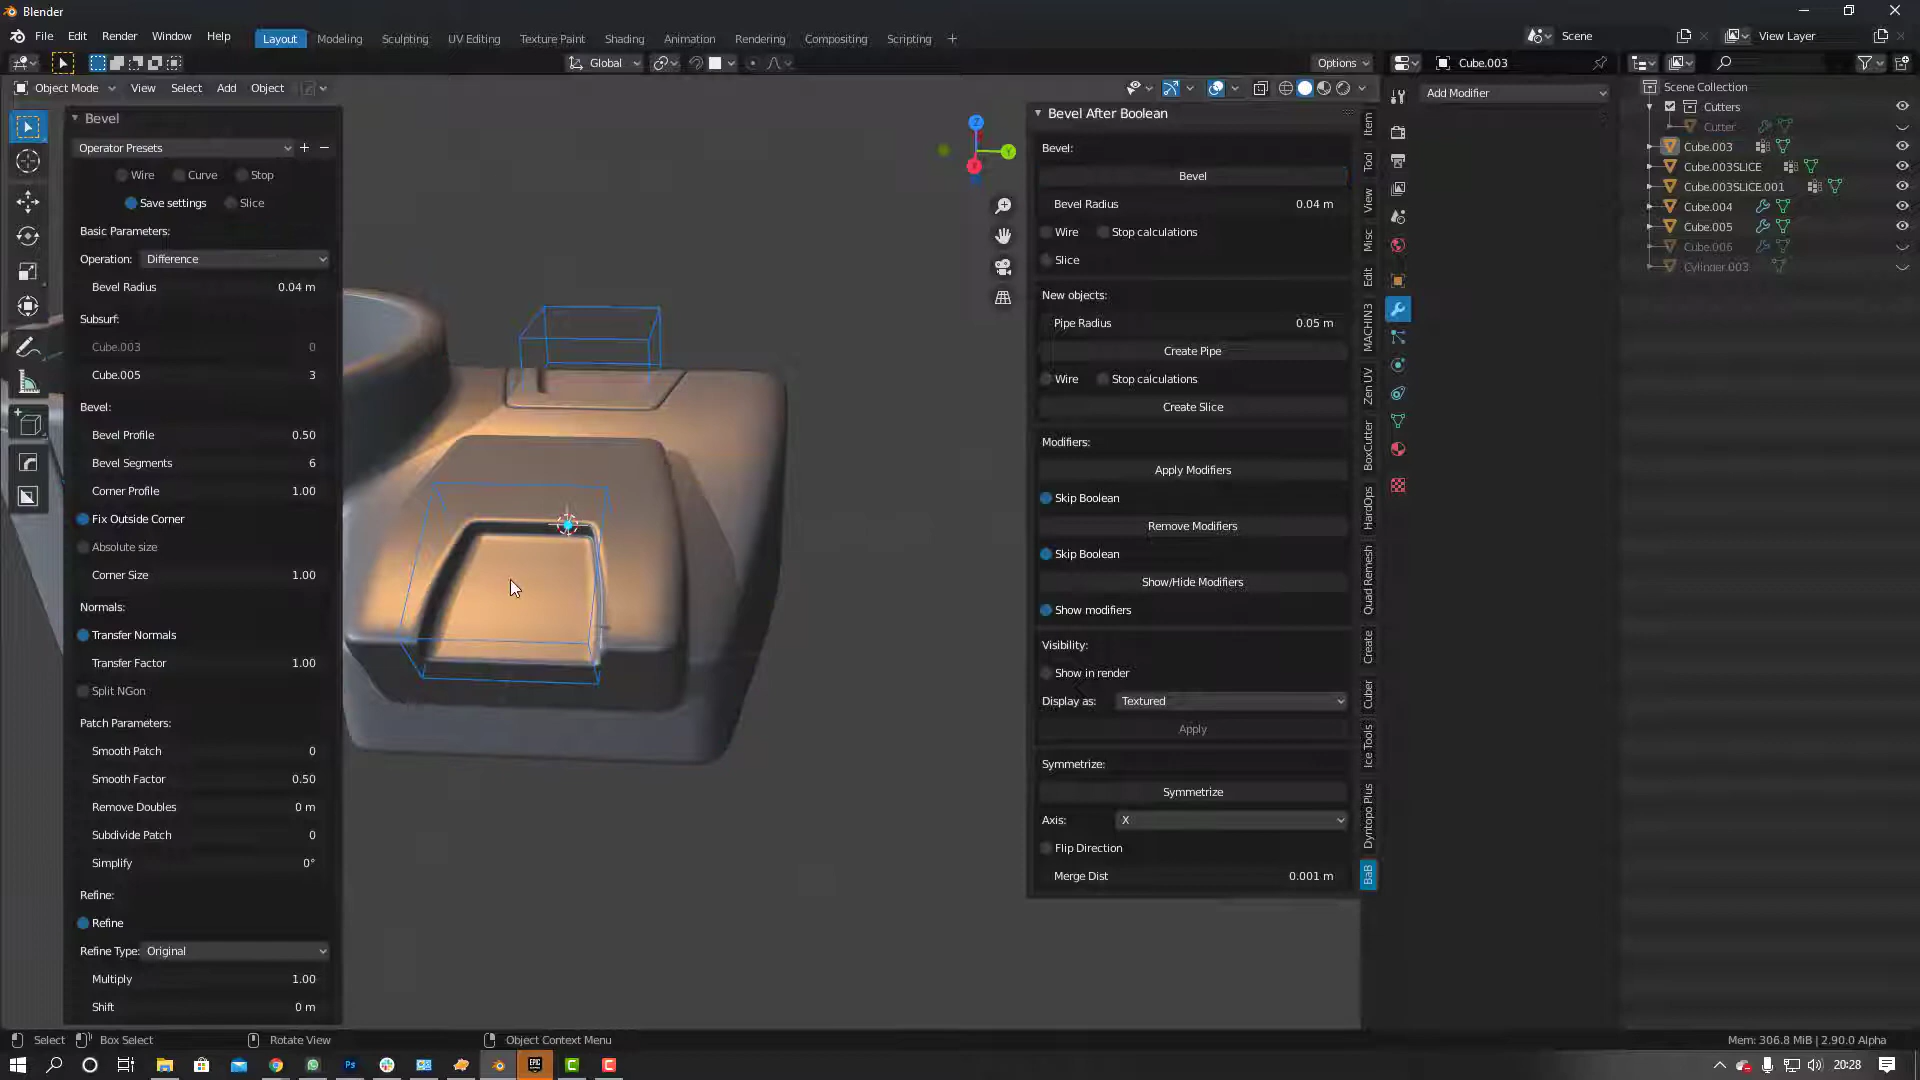 Blender
File Edit Render Window Help
Layout Modeling Sculpting UV Editing Texture Paint Shading Animation Rendering Compositing Scripting +
Scene
View Layer
Global
Options
Cube.003
Object Mode View Select Add Object
Add Modifier
Scene Collection
Cutters
Cutter
Cube.003
Cube.003SLICE
Cube.003SLICE.001
Cube.004
Cube.005
Cube.006
Cylinder.003
Bevel
Operator Presets
Wire Curve Stop
Save settings Slice
Basic Parameters:
Operation: Difference
Bevel Radius 0.04 m
Subsurf:
Cube.003 0
Cube.005 3
Bevel:
Bevel Profile 0.50
Bevel Segments 6
Corner Profile 1.00
Fix Outside Corner
Absolute size
Corner Size 1.00
Normals:
Transfer Normals
Transfer Factor 1.00
Split NGon
Patch Parameters:
Smooth Patch 0
Smooth Factor 0.50
Remove Doubles 0 m
Subdivide Patch 0
Simplify 0°
Refine:
Refine
Refine Type: Original
Multiply 1.00
Shift 0 m
Z
Y
Bevel After Boolean
Bevel:
Bevel
Bevel Radius 0.04 m
Wire Stop calculations
Slice
New objects:
Pipe Radius 0.05 m
Create Pipe
Wire Stop calculations
Create Slice
Modifiers:
Apply Modifiers
Skip Boolean
Remove Modifiers
Skip Boolean
Show/Hide Modifiers
Show modifiers
Visibility:
Show in render
Display as: Textured
Apply
Symmetrize:
Symmetrize
Axis: X
Flip Direction
Merge Dist 0.001 m
Item
Tool
View
Misc
Edit
MACHIN3
Zen UV
BoxCutter
HardOps
Quad Remesh
Create
Cuber
Ice Tools
Dyntopo Plus
BaB
Select Box Select Rotate View Object Context Menu
Mem: 306.8 MiB | 2.90.0 Alpha
Ps
EPIC
20:28